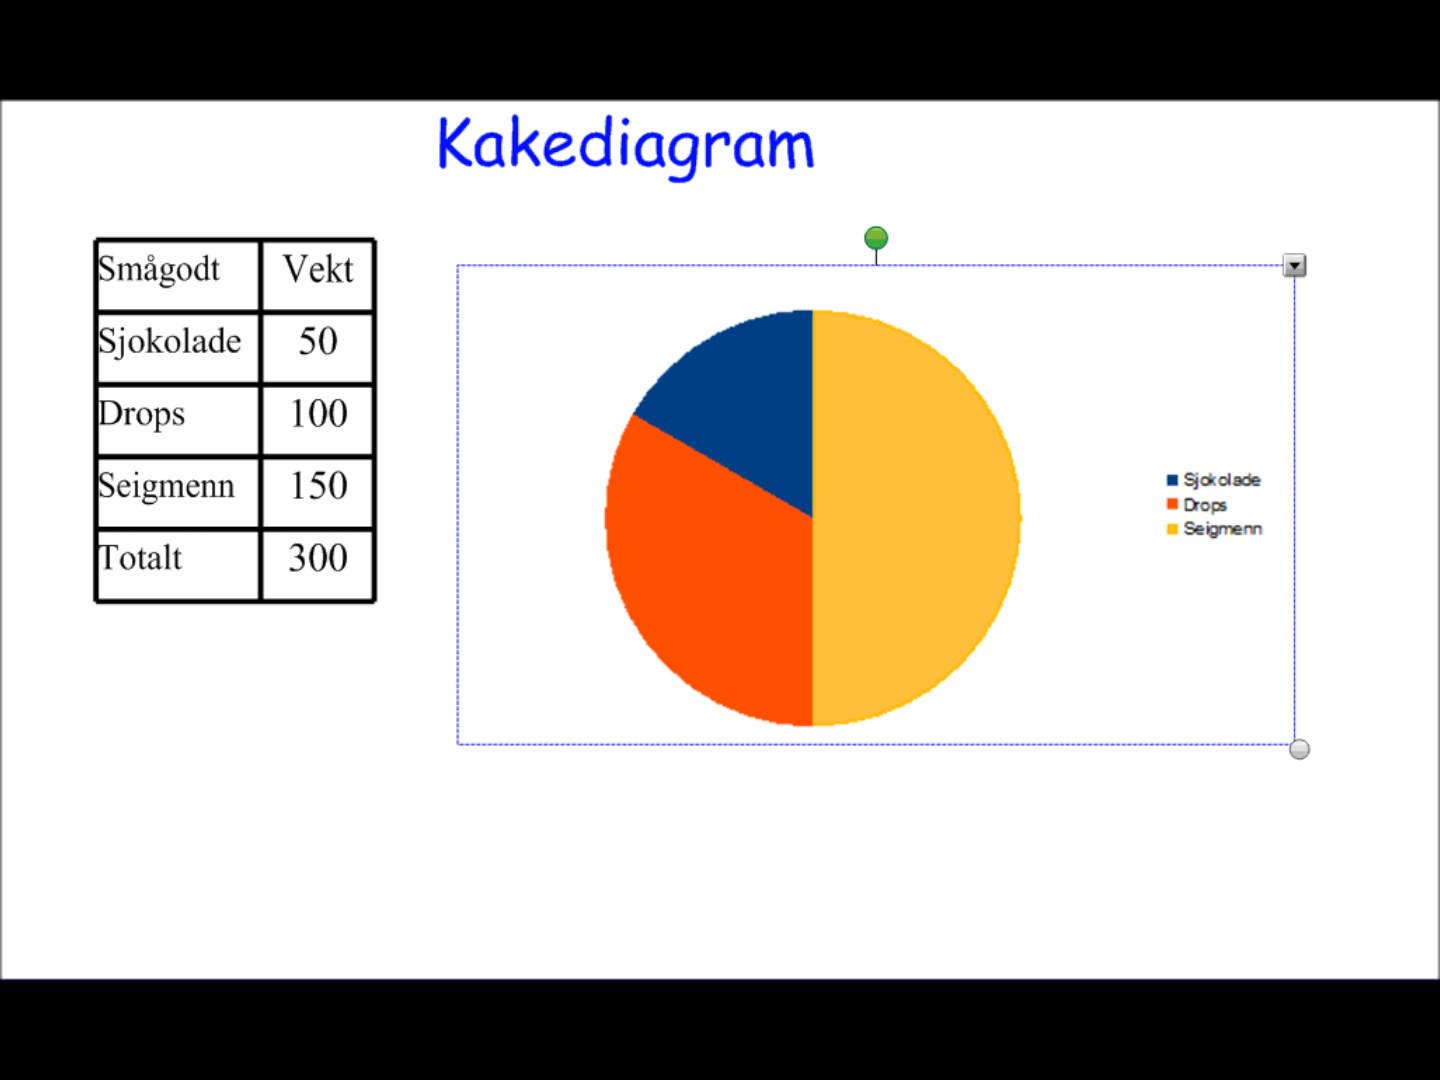 Kakediagram
Smågodt Vekt
Sjokolade 50
Drops 100
Seigmenn 150
Totalt 300
Sjokolade
Drops
Seigmenn